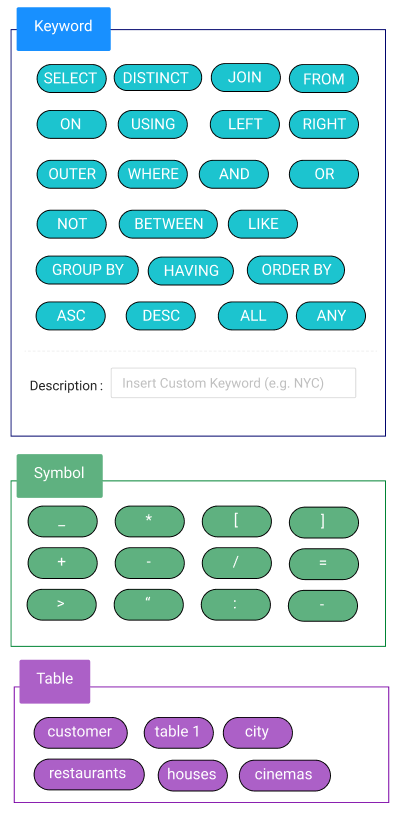 Keyword
SELECT DISTINCT JOIN FROM
ON USING LEFT RIGHT
OUTER WHERE AND OR
NOT BETWEEN LIKE
GROUP BY HAVING ORDER BY
ASC DESC ALL ANY
Description : Insert Custom Keyword (e.g. NYC)
Symbol
_ * [ ]
+ - / =
> “ : -
Table
customer table 1 city
restaurants houses cinemas